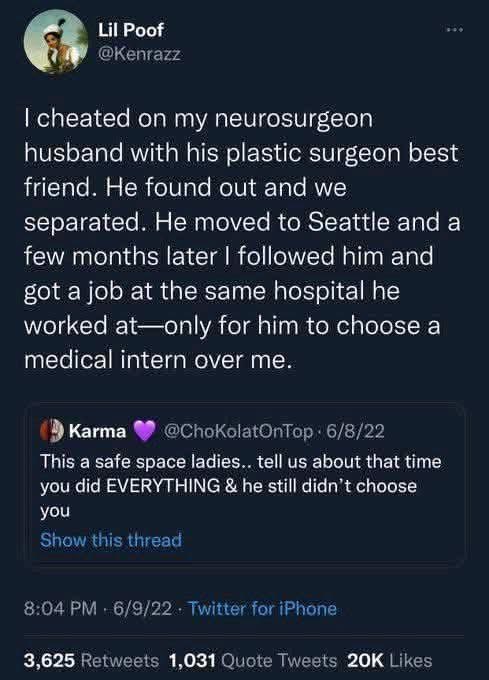 Lil Poof
@Kenrazz
I cheated on my neurosurgeon
husband with his plastic surgeon best
friend. He found out and we
separated. He moved to Seattle and a
few months later I followed him and
got a job at the same hospital he
worked at—only for him to choose a
medical intern over me.
Karma 💜 @ChoKolatOnTop · 6/8/22
This a safe space ladies.. tell us about that time
you did EVERYTHING & he still didn't choose
you
Show this thread
8:04 PM · 6/9/22 · Twitter for iPhone
3,625 Retweets 1,031 Quote Tweets 20K Likes